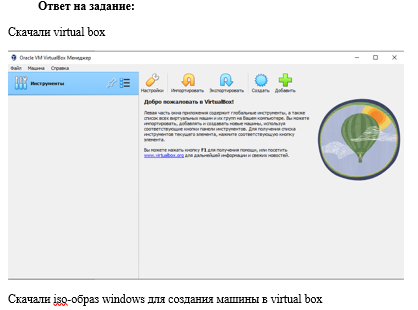 Ответ на задание:
Скачали virtual box
Oracle VM VirtualBox Менеджер
Файл Машина Справка
Инструменты
Настройки Импортировать Экспортировать Создать Добавить
Добро пожаловать в VirtualBox!
Левая часть окна приложения содержит глобальные инструменты, а также
список всех виртуальных машин и их групп на Вашем компьютере. Вы можете
импортировать, добавлять и создавать новые машины, используя
соответствующие кнопки панели инструментов. Для получения списка
инструментов текущего элемента, нажмите соответствующую кнопку
элемента.
Вы можете нажать кнопку F1 для получения помощи, или посетить
www.virtualbox.org для дальнейшей информации и свежих новостей.
Скачали iso-образ windows для создания машины в virtual box